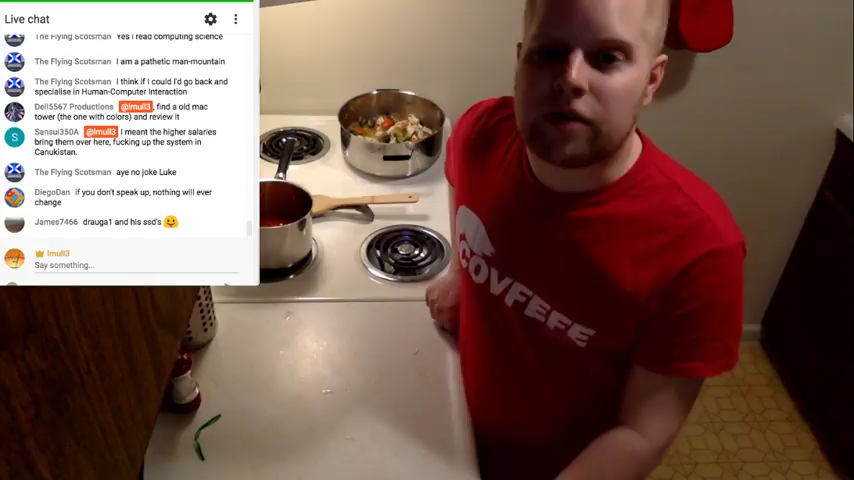 Live chat
The Flying Scotsman Yes I read computing science
The Flying Scotsman I am a pathetic man-mountain
The Flying Scotsman I think if I could I'd go back and
specialise in Human-Computer Interaction
Dell5567 Productions @lmull3, find a old mac
tower (the one with colors) and review it
Sansui350A @lmull3 I meant the higher salaries
bring them over here, fucking up the system in
Canukistan.
The Flying Scotsman aye no joke Luke
DiegoDan if you don't speak up, nothing will ever
change
James7466 drauga1 and his ssd's
lmull3
Say something...
COVFEFE